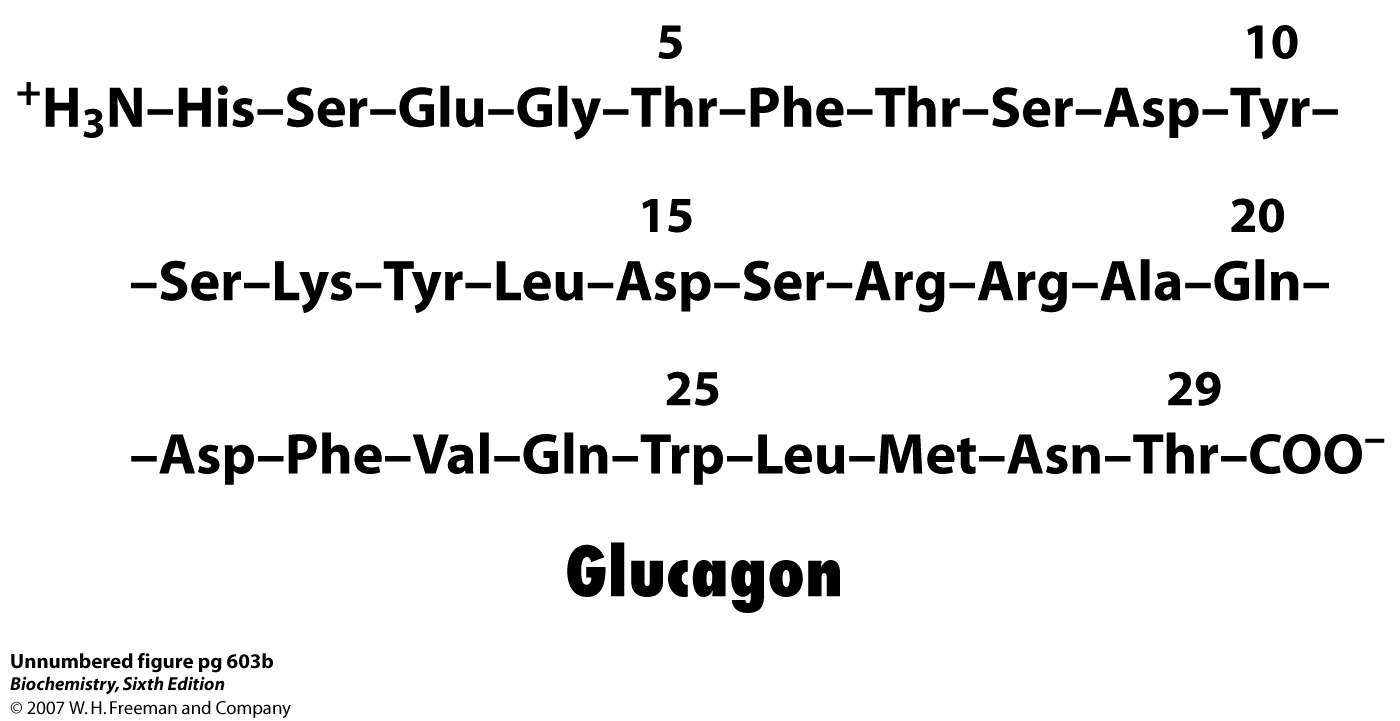 5 10
⁺H₃N–His–Ser–Glu–Gly–Thr–Phe–Thr–Ser–Asp–Tyr–
15 20
–Ser–Lys–Tyr–Leu–Asp–Ser–Arg–Arg–Ala–Gln–
25 29
–Asp–Phe–Val–Gln–Trp–Leu–Met–Asn–Thr–COO⁻
Glucagon
Unnumbered figure pg 603b
Biochemistry, Sixth Edition
© 2007 W. H. Freeman and Company